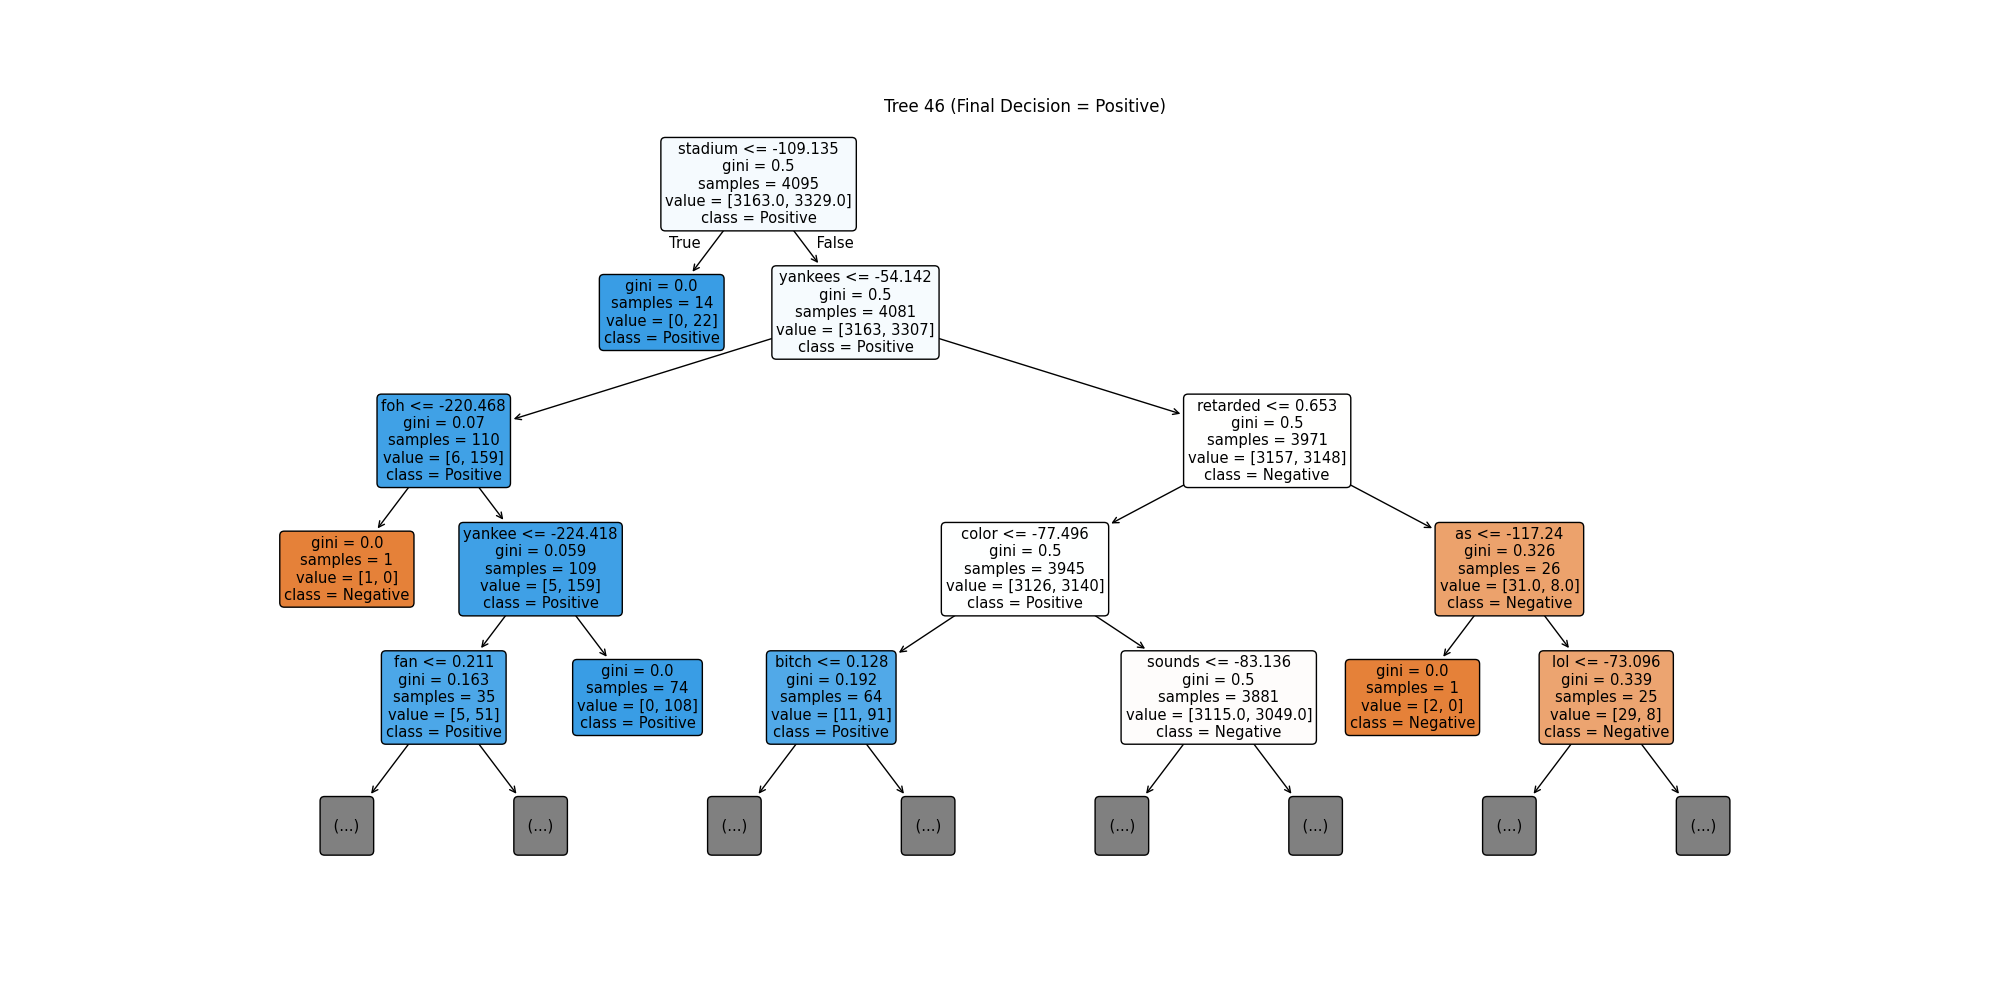 Tree 46 (Final Decision = Positive)
stadium <= -109.135
gini = 0.5
samples = 4095
value = [3163.0, 3329.0]
class = Positive
True
False
gini = 0.0
samples = 14
value = [0, 22]
class = Positive
yankees <= -54.142
gini = 0.5
samples = 4081
value = [3163, 3307]
class = Positive
foh <= -220.468
gini = 0.07
samples = 110
value = [6, 159]
class = Positive
retarded <= 0.653
gini = 0.5
samples = 3971
value = [3157, 3148]
class = Negative
gini = 0.0
samples = 1
value = [1, 0]
class = Negative
yankee <= -224.418
gini = 0.059
samples = 109
value = [5, 159]
class = Positive
color <= -77.496
gini = 0.5
samples = 3945
value = [3126, 3140]
class = Positive
as <= -117.24
gini = 0.326
samples = 26
value = [31.0, 8.0]
class = Negative
fan <= 0.211
gini = 0.163
samples = 35
value = [5, 51]
class = Positive
gini = 0.0
samples = 74
value = [0, 108]
class = Positive
bitch <= 0.128
gini = 0.192
samples = 64
value = [11, 91]
class = Positive
sounds <= -83.136
gini = 0.5
samples = 3881
value = [3115.0, 3049.0]
class = Negative
gini = 0.0
samples = 1
value = [2, 0]
class = Negative
lol <= -73.096
gini = 0.339
samples = 25
value = [29, 8]
class = Negative
(...)
(...)
(...)
(...)
(...)
(...)
(...)
(...)